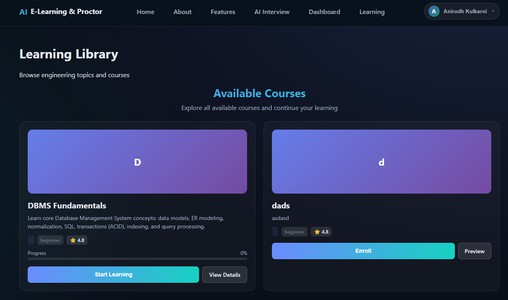 AI E-Learning & Proctor
Home
About
Features
AI Interview
Dashboard
Learning
A
Anirudh Kulkarni
Learning Library
Browse engineering topics and courses
Available Courses
Explore all available courses and continue your learning
D
DBMS Fundamentals
Learn core Database Management System concepts: data models, ER modeling,
normalization, SQL, transactions (ACID), indexing, and query processing.
beginner
4.8
Progress
0%
Start Learning
View Details
d
dads
asdasd
beginner
4.8
Enroll
Preview